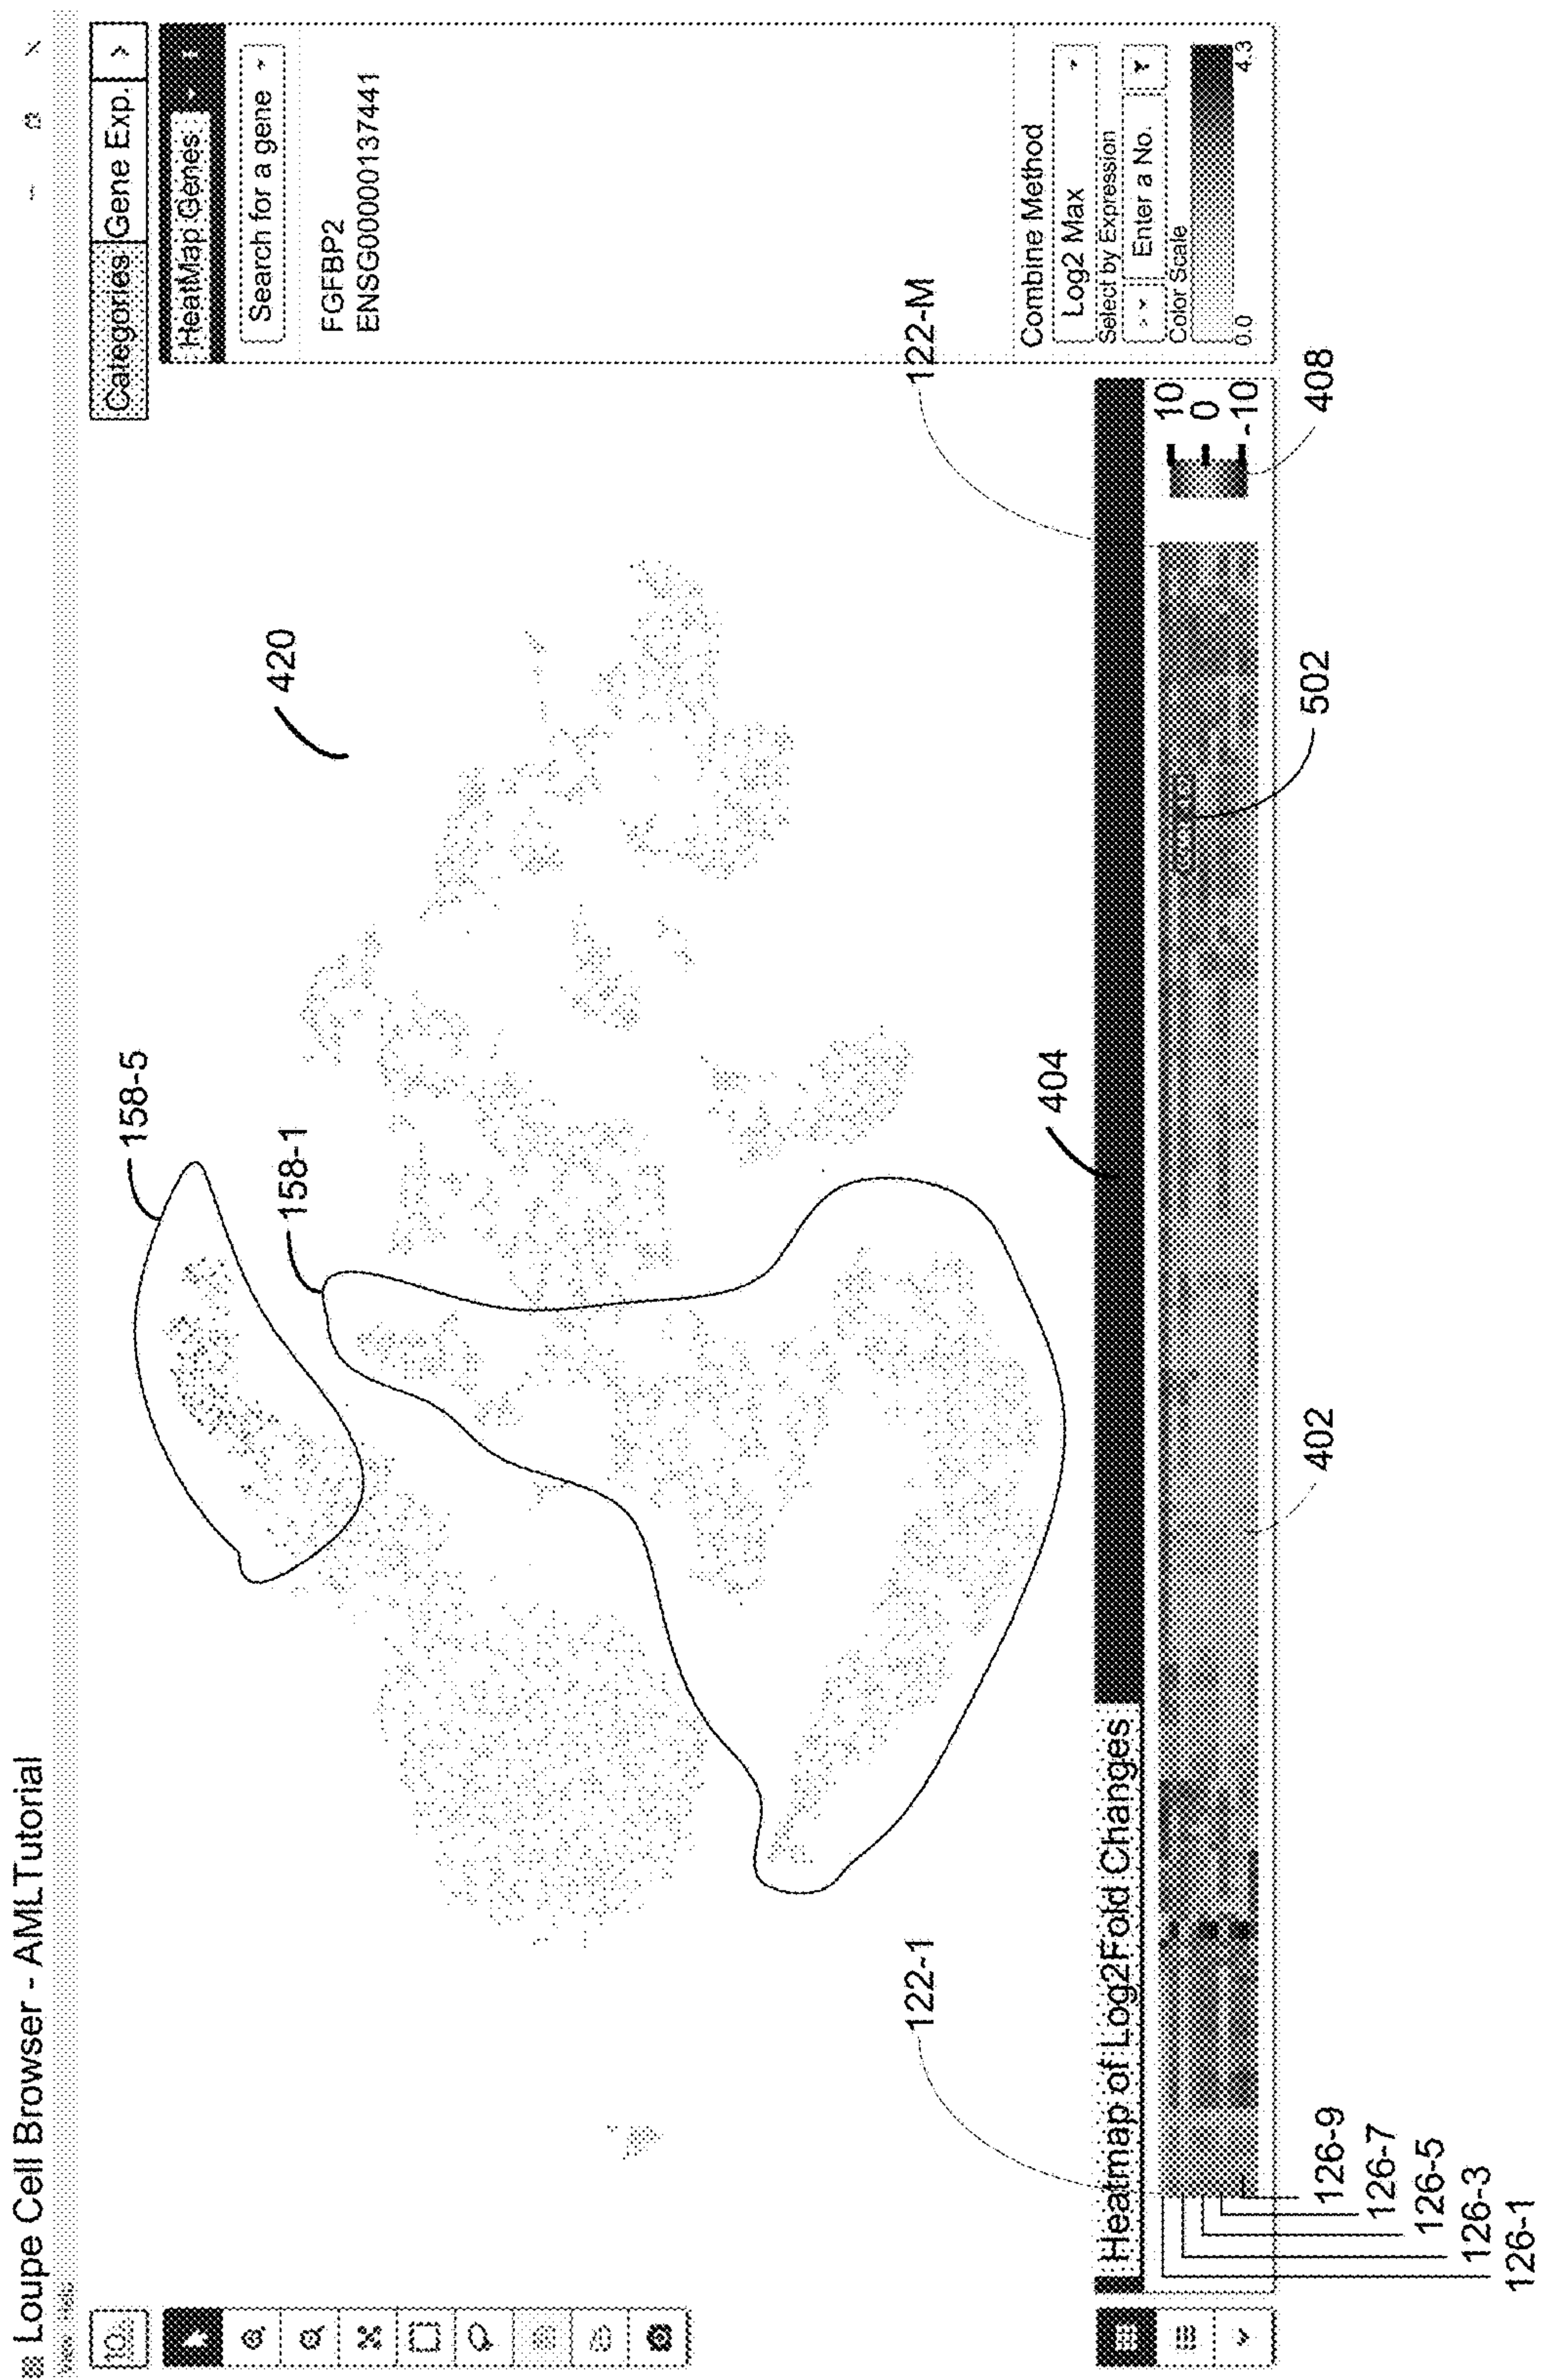 Loupe Cell Browser - AMLTutorial
Categories
Gene Exp.
HeatMap Genes
Search for a gene
FGFBP2
ENSG00000137441
158-5
158-1
420
122-1
122-M
404
Combine Method
Log2 Max
Select by Expression
Enter a No.
Color Scale
0.0
4.3
Heatmap of Log2Fold Changes
10
0
-10
126-9
126-7
126-5
126-3
126-1
402
502
408